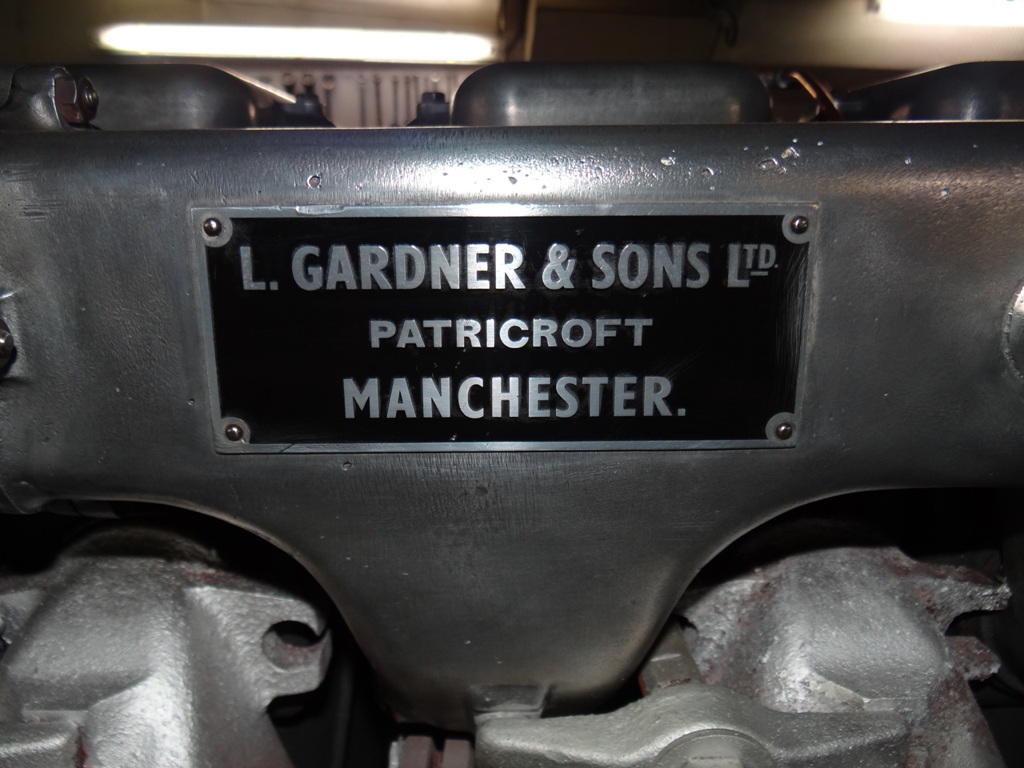 L. GARDNER & SONS LTD.
PATRICROFT
MANCHESTER.